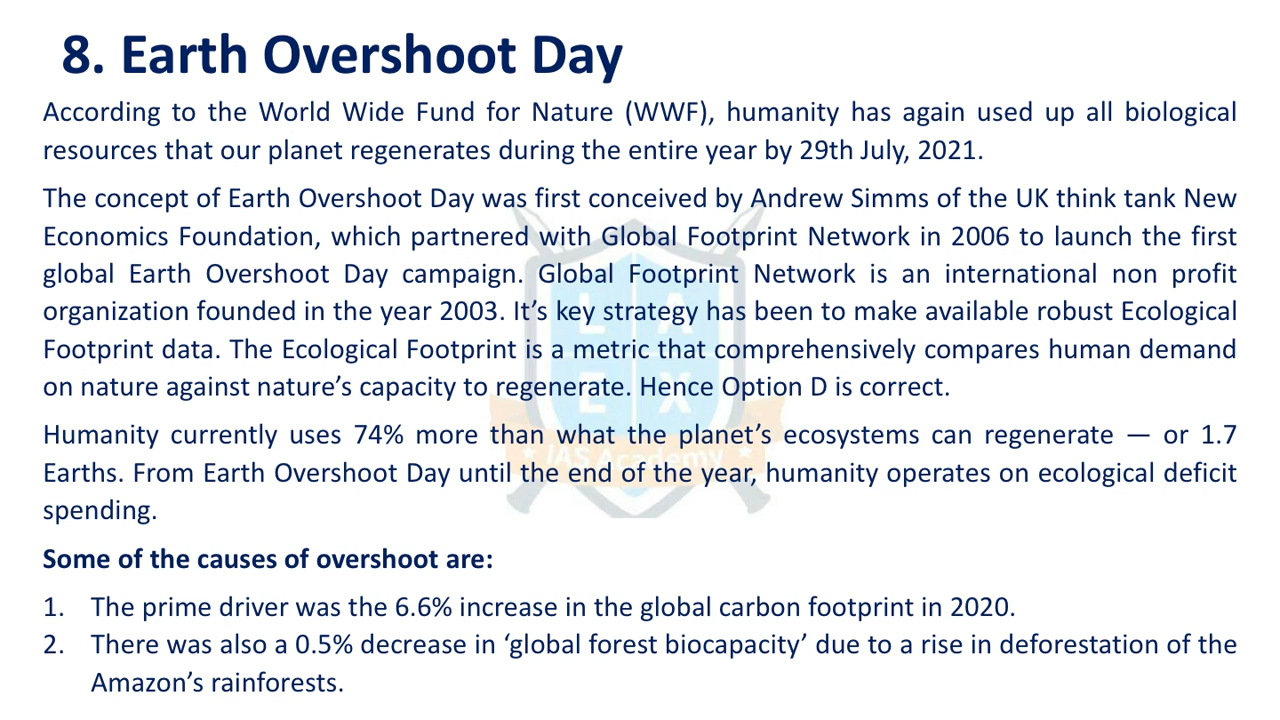 8. Earth Overshoot Day
According to the World Wide Fund for Nature (WWF), humanity has again used up all biological
resources that our planet regenerates during the entire year by 29th July, 2021.
The concept of Earth Overshoot Day was first conceived by Andrew Simms of the UK think tank New
Economics Foundation, which partnered with Global Footprint Network in 2006 to launch the first
global Earth Overshoot Day campaign. Global Footprint Network is an international non profit
organization founded in the year 2003. It’s key strategy has been to make available robust Ecological
Footprint data. The Ecological Footprint is a metric that comprehensively compares human demand
on nature against nature’s capacity to regenerate. Hence Option D is correct.
Humanity currently uses 74% more than what the planet’s ecosystems can regenerate — or 1.7
Earths. From Earth Overshoot Day until the end of the year, humanity operates on ecological deficit
spending.
Some of the causes of overshoot are:
1. The prime driver was the 6.6% increase in the global carbon footprint in 2020.
2. There was also a 0.5% decrease in ‘global forest biocapacity’ due to a rise in deforestation of the
Amazon’s rainforests.
L A
E X
IAS Academy